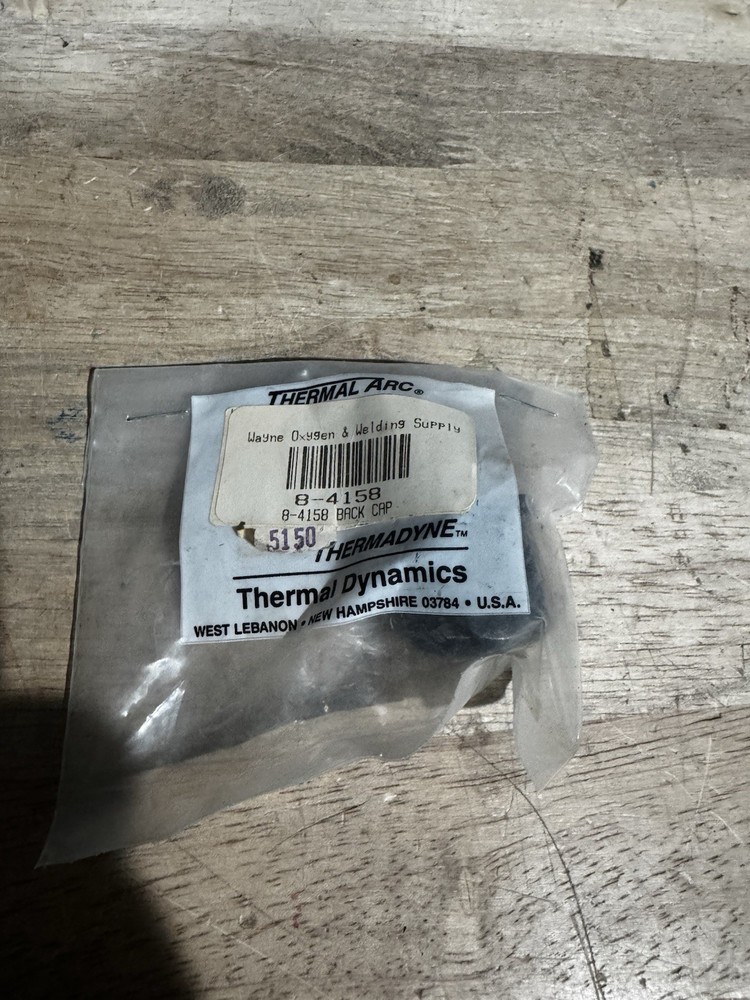 THERMAL ARC®
Wayne Oxygen & Welding Supply
8-4158
8-4158 BACK CAP
5150
THERMADYNE™
Thermal Dynamics
WEST LEBANON • NEW HAMPSHIRE 03784 • U.S.A.